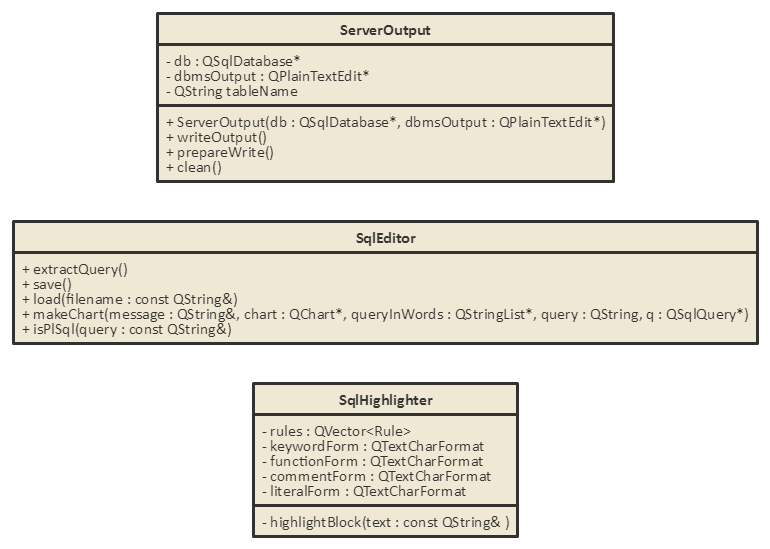 ServerOutput
- db : QSqlDatabase*
- dbmsOutput : QPlainTextEdit*
- QString tableName
+ ServerOutput(db : QSqlDatabase*, dbmsOutput : QPlainTextEdit*)
+ writeOutput()
+ prepareWrite()
+ clean()
SqlEditor
+ extractQuery()
+ save()
+ load(filename : const QString&)
+ makeChart(message : QString&, chart : QChart*, queryInWords : QStringList*, query : QString, q : QSqlQuery*)
+ isPlSql(query : const QString&)
SqlHighlighter
- rules : QVector<Rule>
- keywordForm : QTextCharFormat
- functionForm : QTextCharFormat
- commentForm : QTextCharFormat
- literalForm : QTextCharFormat
- highlightBlock(text : const QString& )